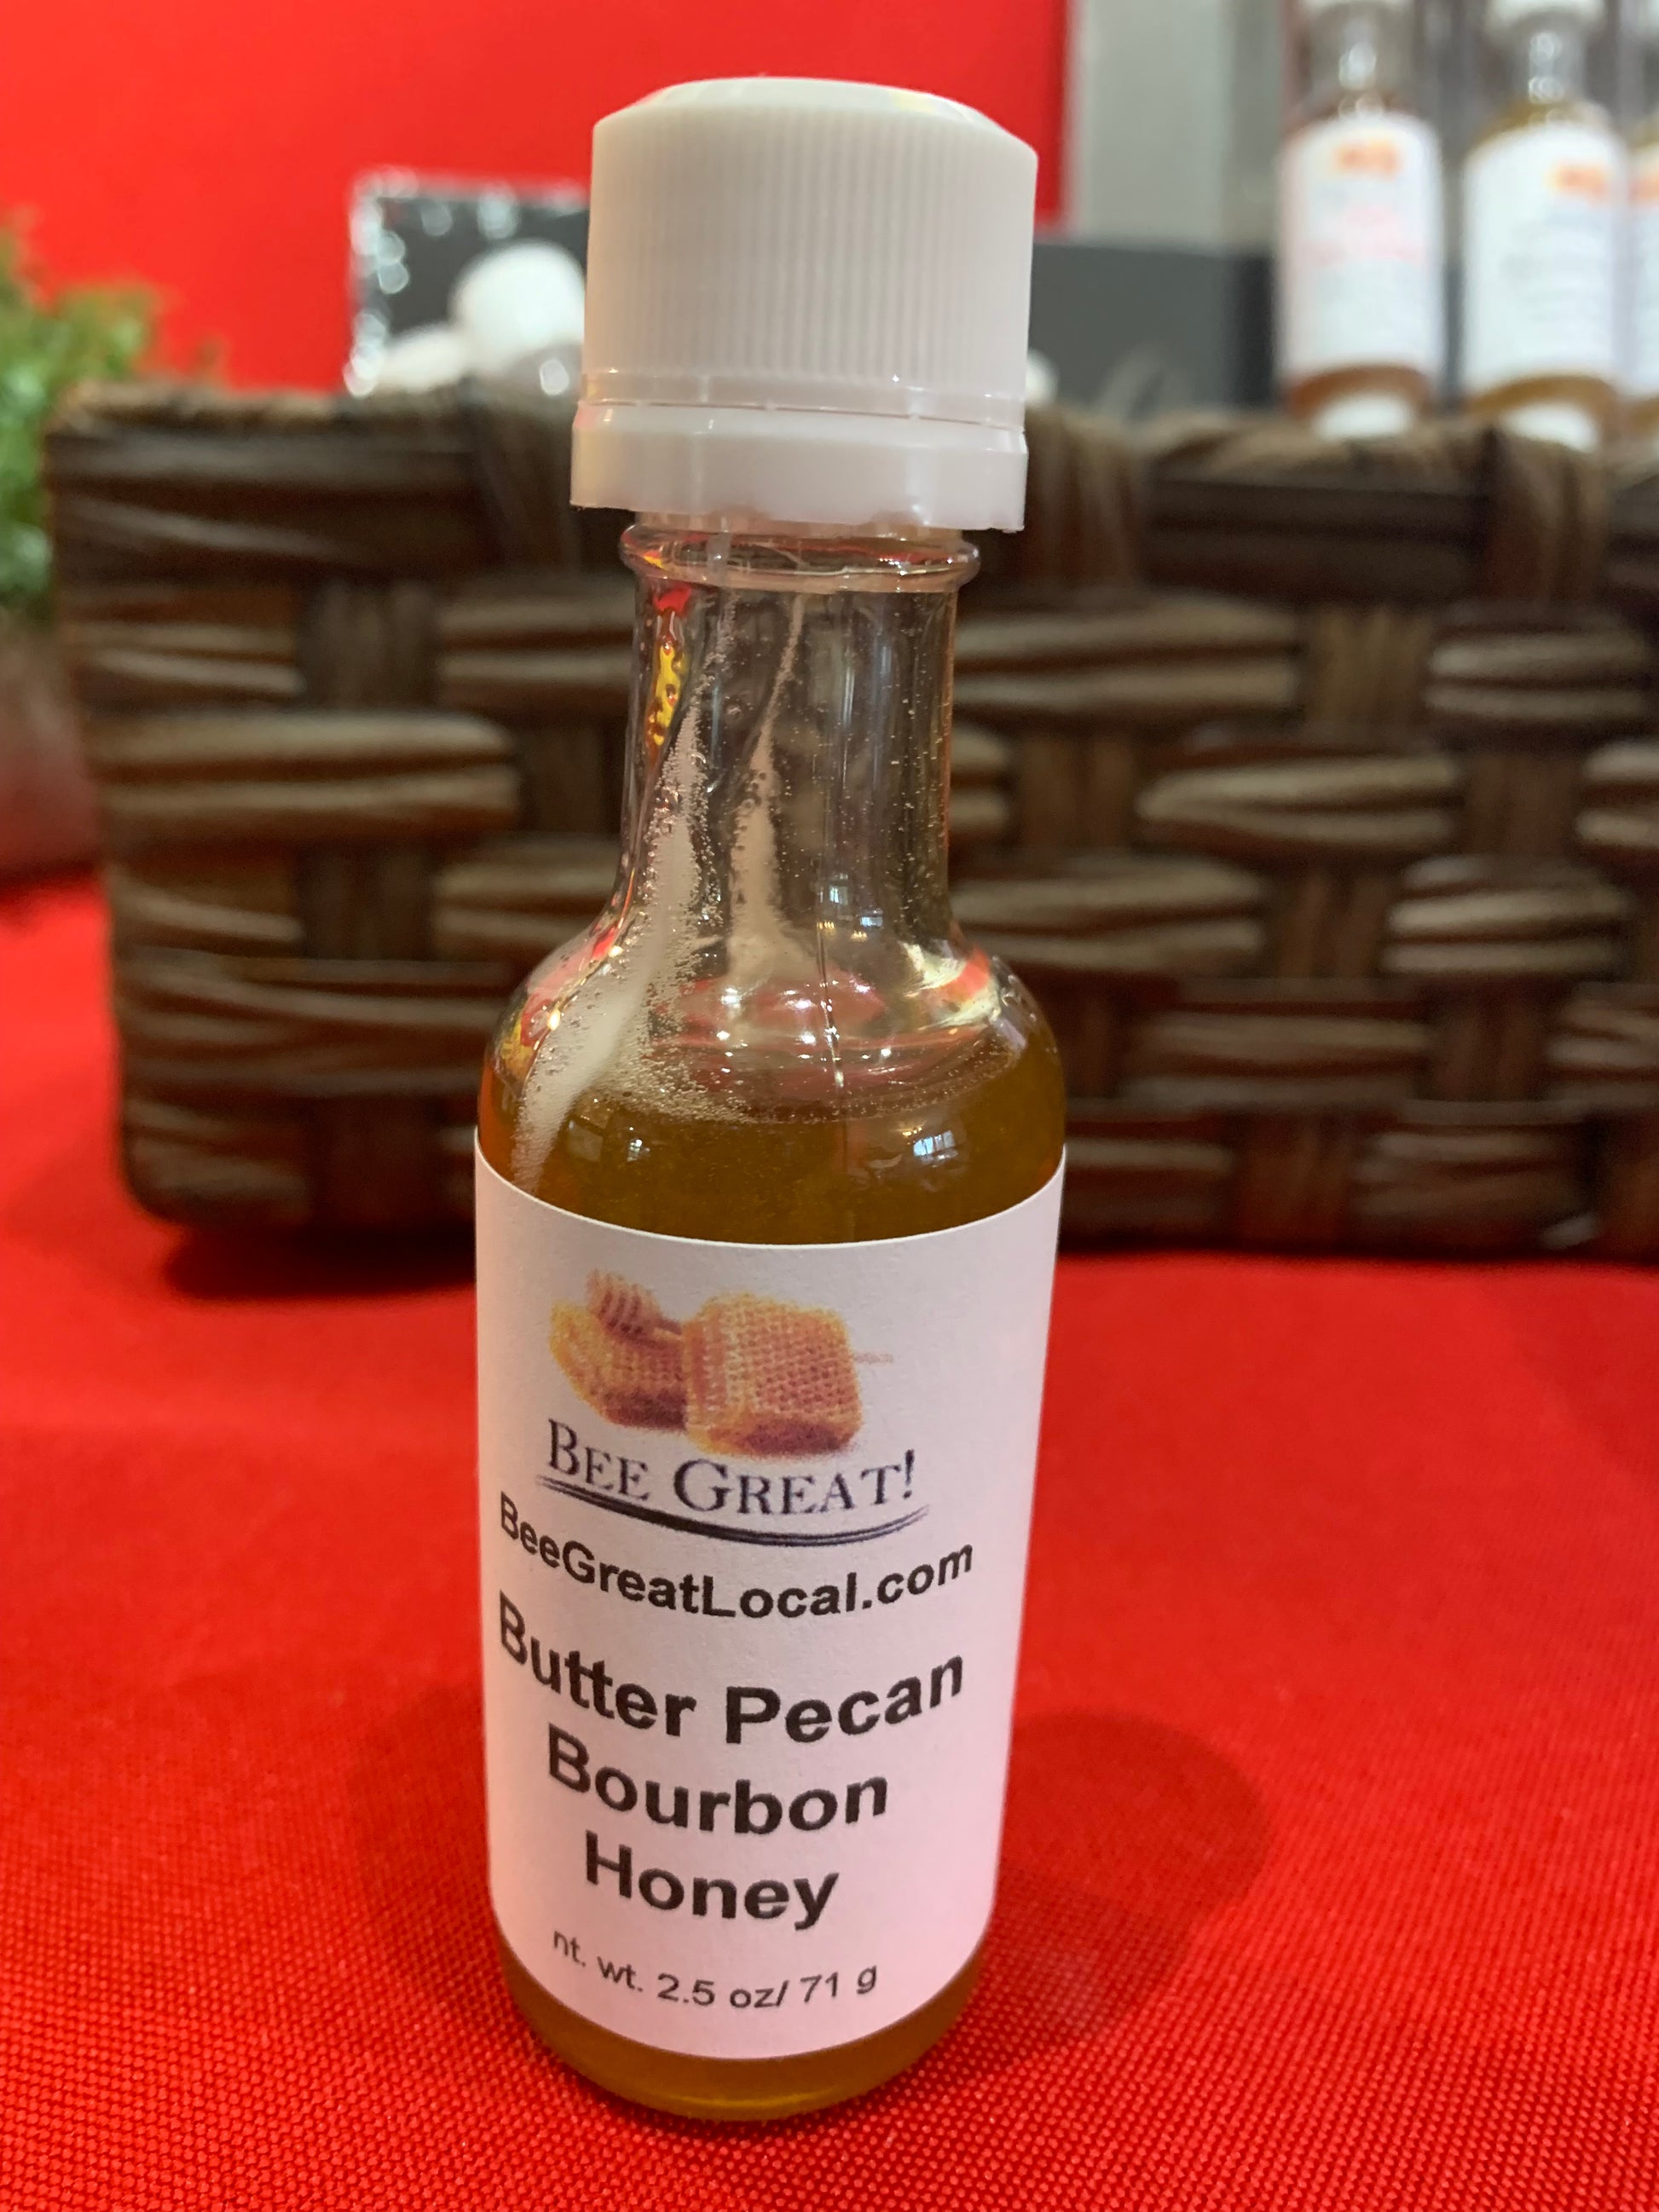 BEE GREAT!
BeeGreatLocal.com
Butter Pecan
Bourbon
Honey
nt. wt. 2.5 oz/ 71 g